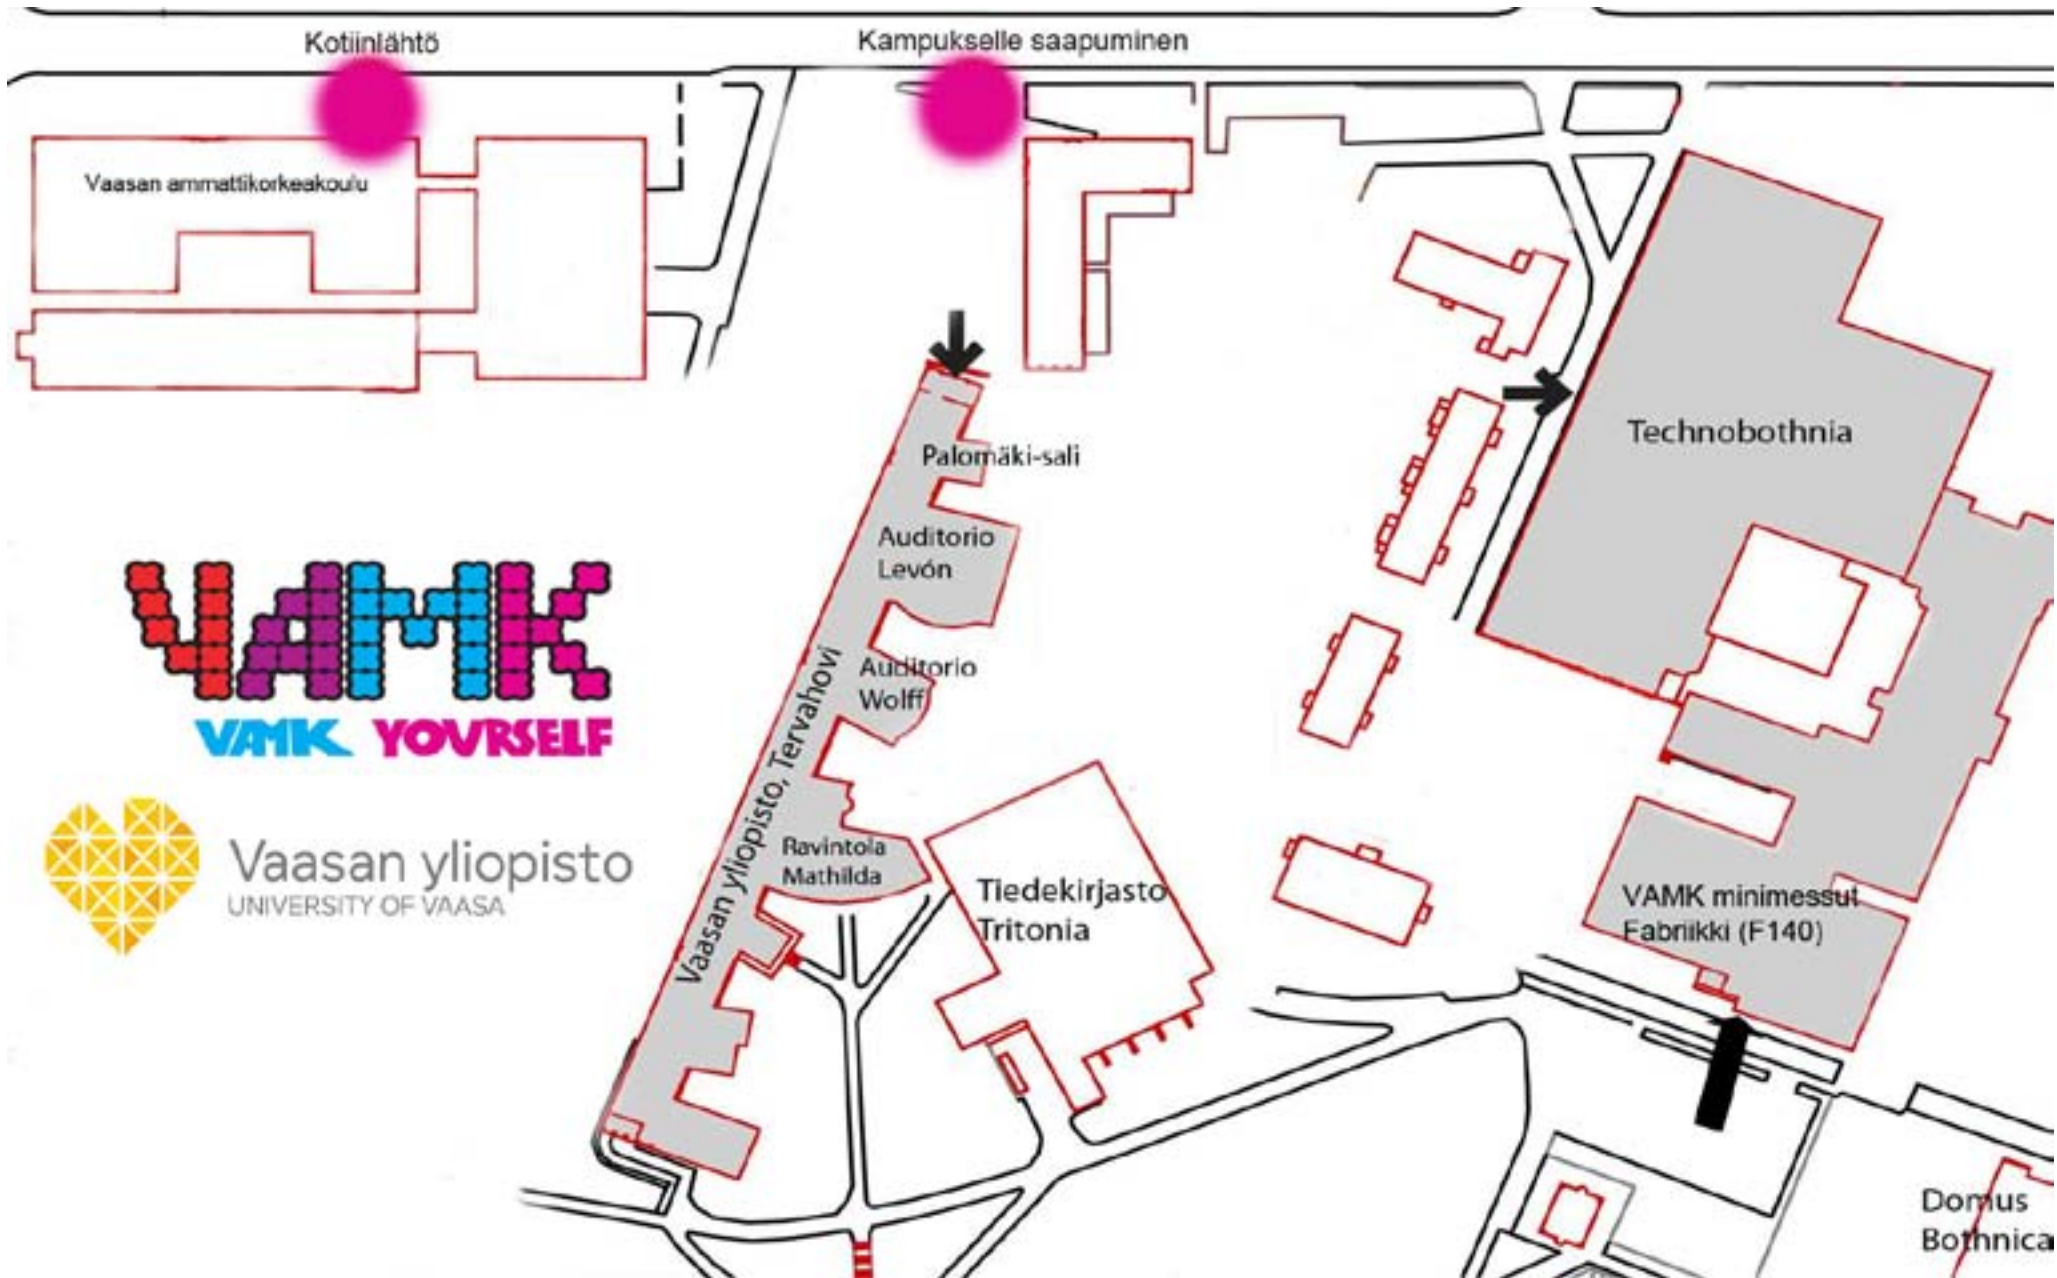 Kotiinlähtö
Kampukselle saapuminen
Vaasan ammattikorkeakoulu
Technobothnia
Palomäki-sali
Auditorio
Levón
Auditorio
Wolff
Vaasan yliopisto, Tervahovi
VAMK
VAMK YOURSELF
Ravintola
Mathilda
Vaasan yliopisto
UNIVERSITY OF VAASA
Tiedekirjasto
Tritonia
VAMK minimessut
Fabriikki (F140)
Domus
Bothnica